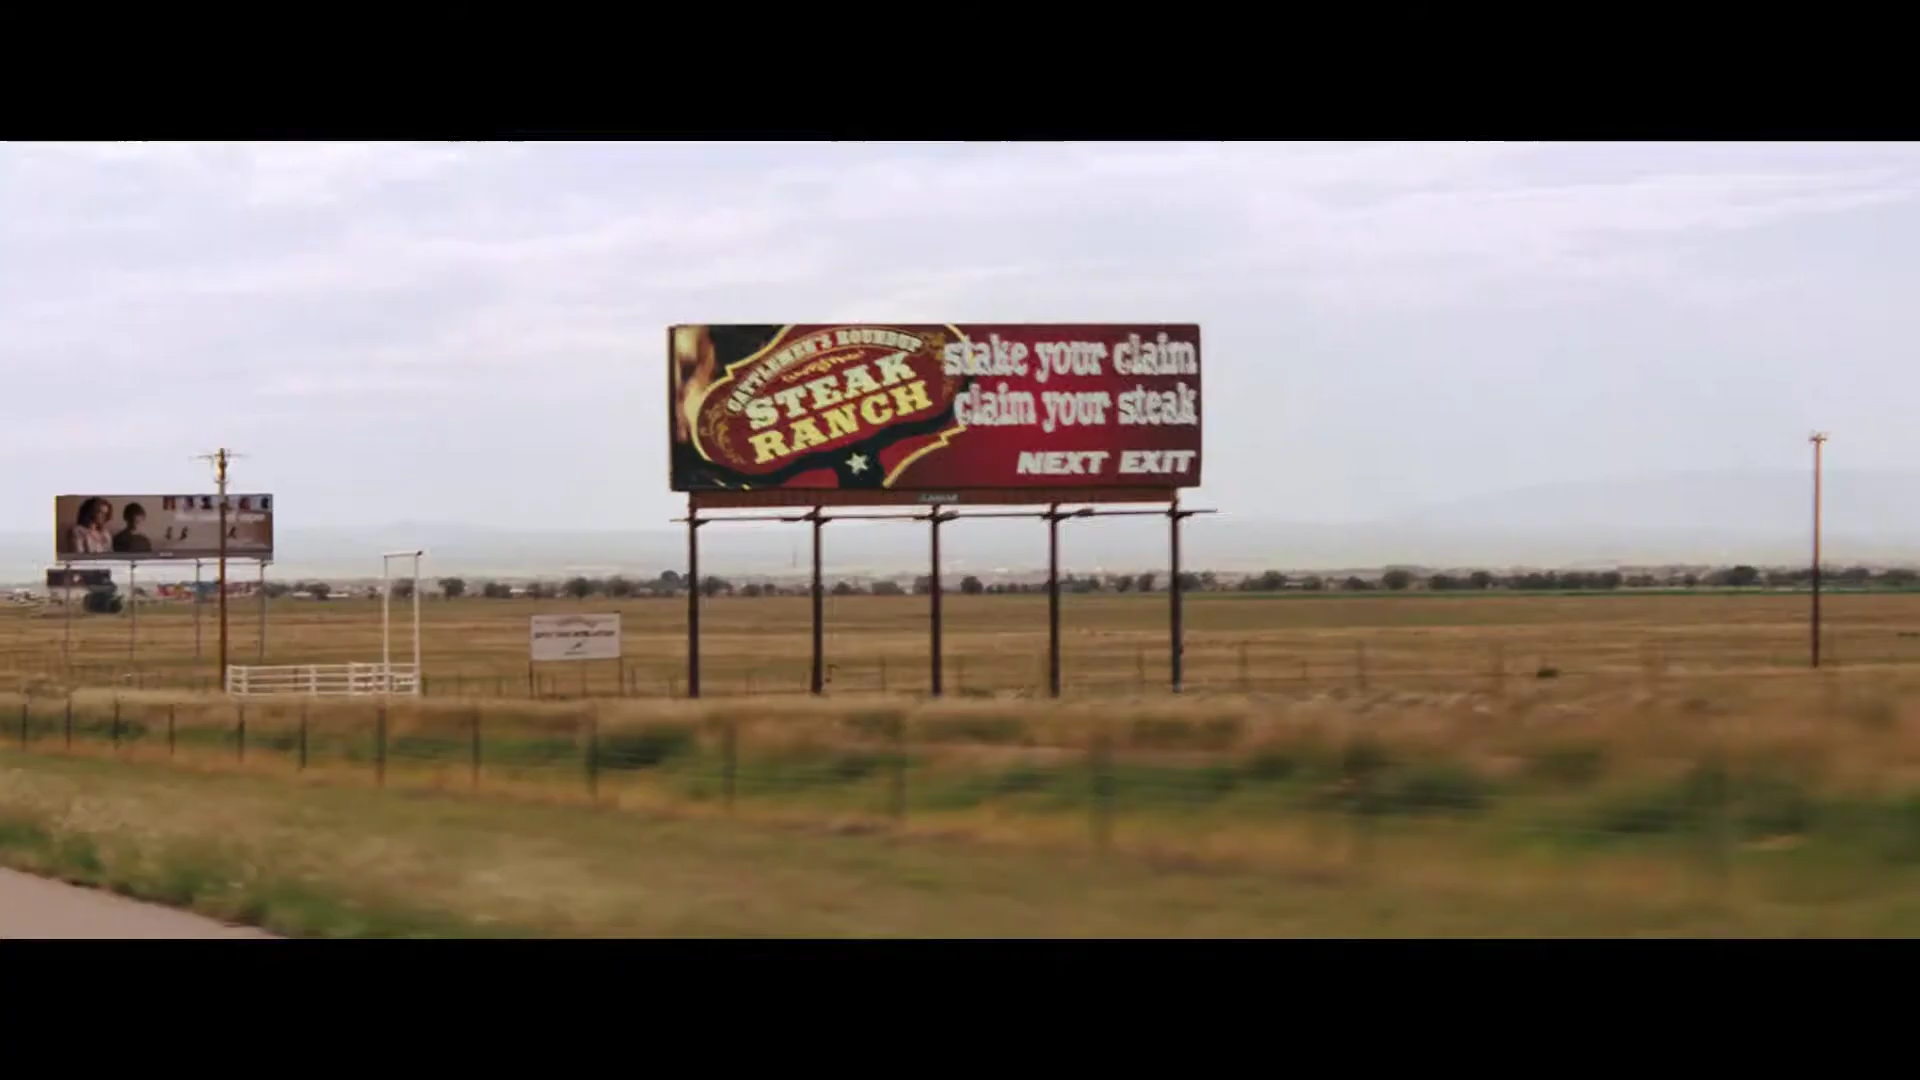 CATTLEMEN'S ROUNDUP
STEAK
RANCH
stake your claim
claim your steak
NEXT EXIT